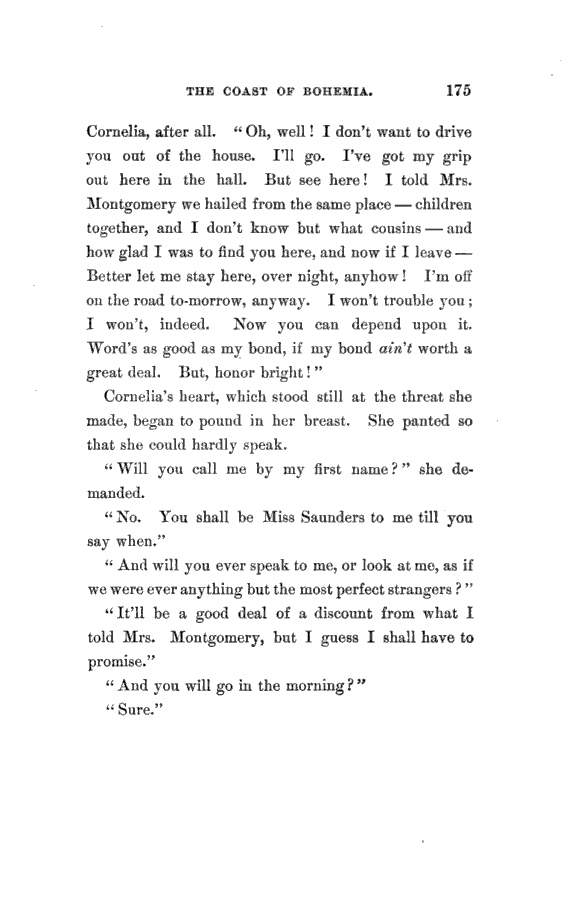 THE COAST OF BOHEMIA. 175
Cornelia, after all. "Oh, well! I don't want to drive
you out of the house. I'll go. I've got my grip
out here in the hall. But see here! I told Mrs.
Montgomery we hailed from the same place — children
together, and I don't know but what cousins — and
how glad I was to find you here, and now if I leave —
Better let me stay here, over night, anyhow! I'm off
on the road to-morrow, anyway. I won't trouble you;
I won't, indeed. Now you can depend upon it.
Word's as good as my bond, if my bond ain't worth a
great deal. But, honor bright!"
Cornelia's heart, which stood still at the threat she
made, began to pound in her breast. She panted so
that she could hardly speak.
"Will you call me by my first name?" she de-
manded.
"No. You shall be Miss Saunders to me till you
say when."
"And will you ever speak to me, or look at me, as if
we were ever anything but the most perfect strangers?"
"It'll be a good deal of a discount from what I
told Mrs. Montgomery, but I guess I shall have to
promise."
"And you will go in the morning?"
"Sure."